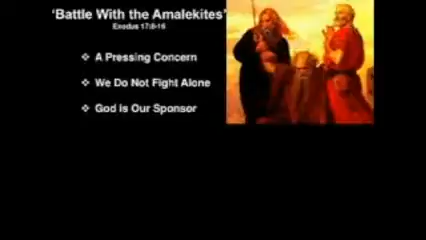 ‘Battle With the Amalekites’
Exodus 17:8-16
❖ A Pressing Concern
❖ We Do Not Fight Alone
❖ God is Our Sponsor